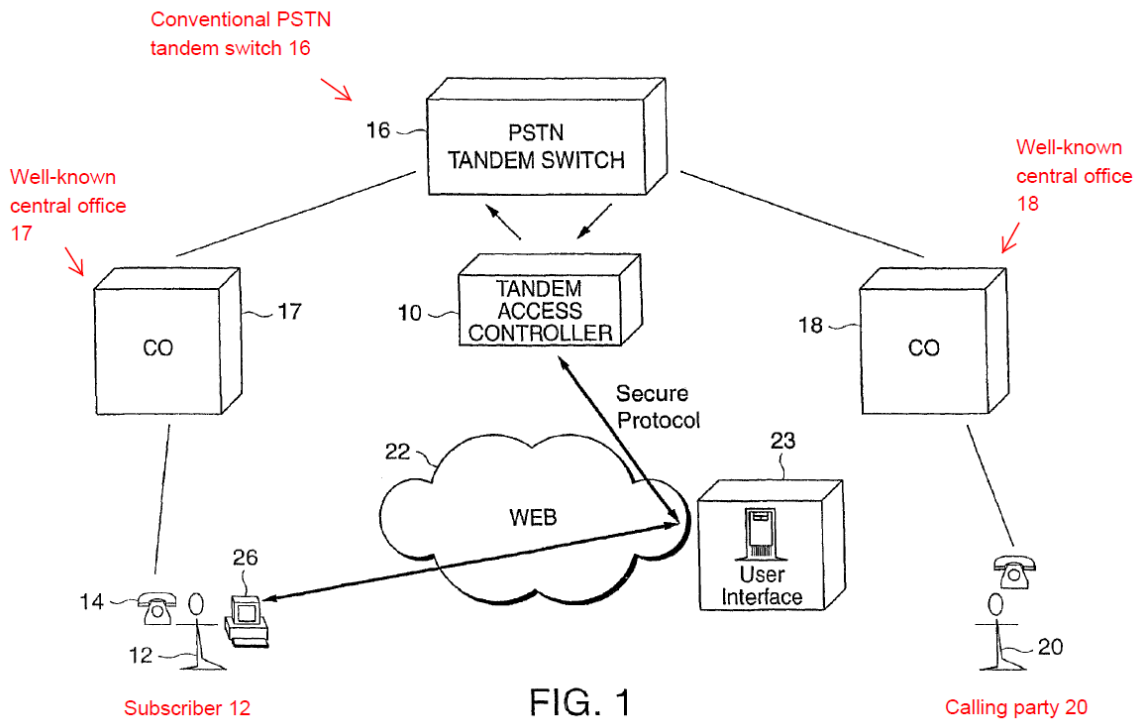 Conventional PSTN
tandem switch 16
16
PSTN
TANDEM SWITCH
Well-known
central office
17
Well-known
central office
18
17
CO
10
TANDEM
ACCESS
CONTROLLER
18
CO
Secure
Protocol
22
WEB
23
User
Interface
14
26
12
20
Subscriber 12
FIG. 1
Calling party 20